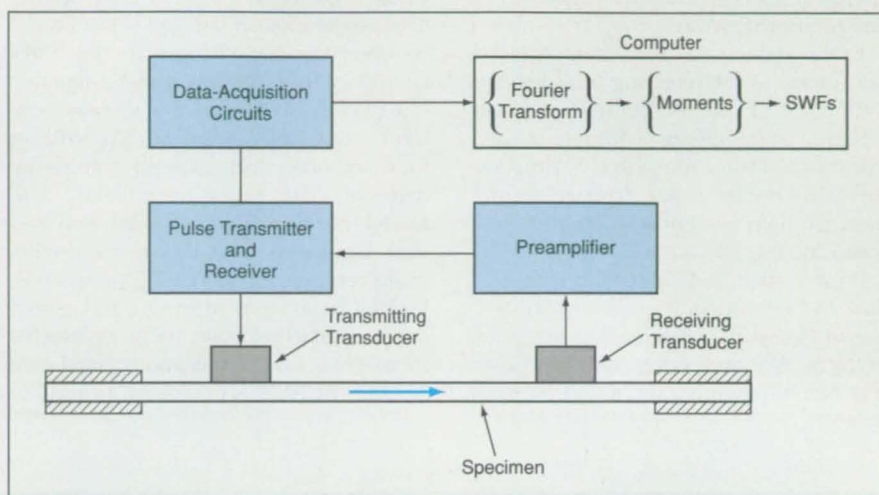 Computer
Data-Acquisition
Circuits
Fourier
Transform
Moments
SWFs
Pulse Transmitter
and
Receiver
Preamplifier
Transmitting
Transducer
Receiving
Transducer
Specimen